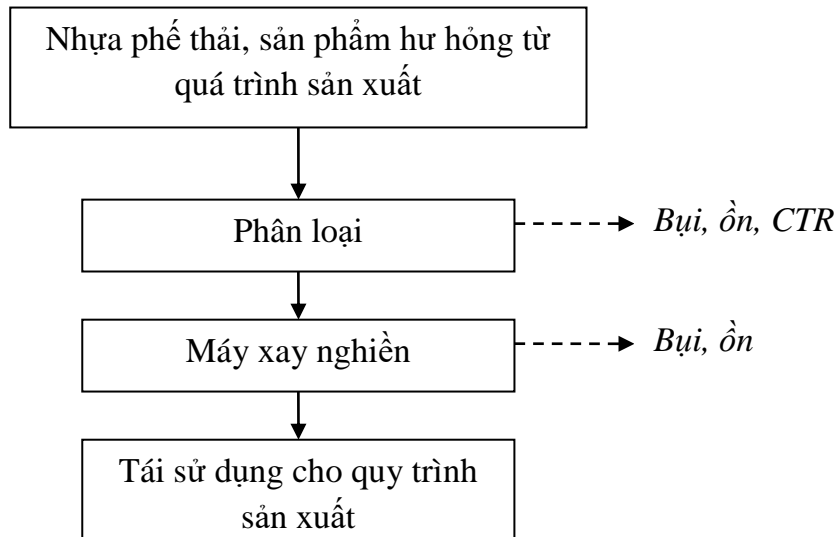 Nhựa phế thải, sản phẩm hư hỏng từ
quá trình sản xuất
Phân loại
Bụi, ồn, CTR
Máy xay nghiền
Bụi, ồn
Tái sử dụng cho quy trình
sản xuất